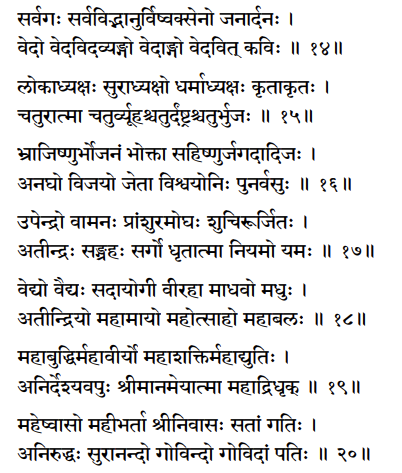 सर्वगः सर्वविद्भानुर्विष्वक्सेनो जनार्दनः ।
वेदो वेदविदव्यङ्गो वेदाङ्गो वेदवित् कविः ॥ १४॥
लोकाध्यक्षः सुराध्यक्षो धर्माध्यक्षः कृताकृतः ।
चतुरात्मा चतुर्व्यूहश्चतुर्दंष्ट्रश्चतुर्भुजः ॥ १५॥
भ्राजिष्णुर्भोजनं भोक्ता सहिष्णुर्जगदादिजः ।
अनघो विजयो जेता विश्वयोनिः पुनर्वसुः ॥ १६॥
उपेन्द्रो वामनः प्रांशुरमोघः शुचिरूर्जितः ।
अतीन्द्रः सङ्ग्रहः सर्गो धृतात्मा नियमो यमः ॥ १७॥
वेद्यो वैद्यः सदायोगी वीरहा माधवो मधुः ।
अतीन्द्रियो महामायो महोत्साहो महाबलः ॥ १८॥
महाबुद्धिर्महावीर्यो महाशक्तिर्महाद्युतिः ।
अनिर्देश्यवपुः श्रीमानमेयात्मा महाद्रिधृक् ॥ १९॥
महेष्वासो महीभर्ता श्रीनिवासः सतां गतिः ।
अनिरुद्धः सुरानन्दो गोविन्दो गोविदां पतिः ॥ २०॥